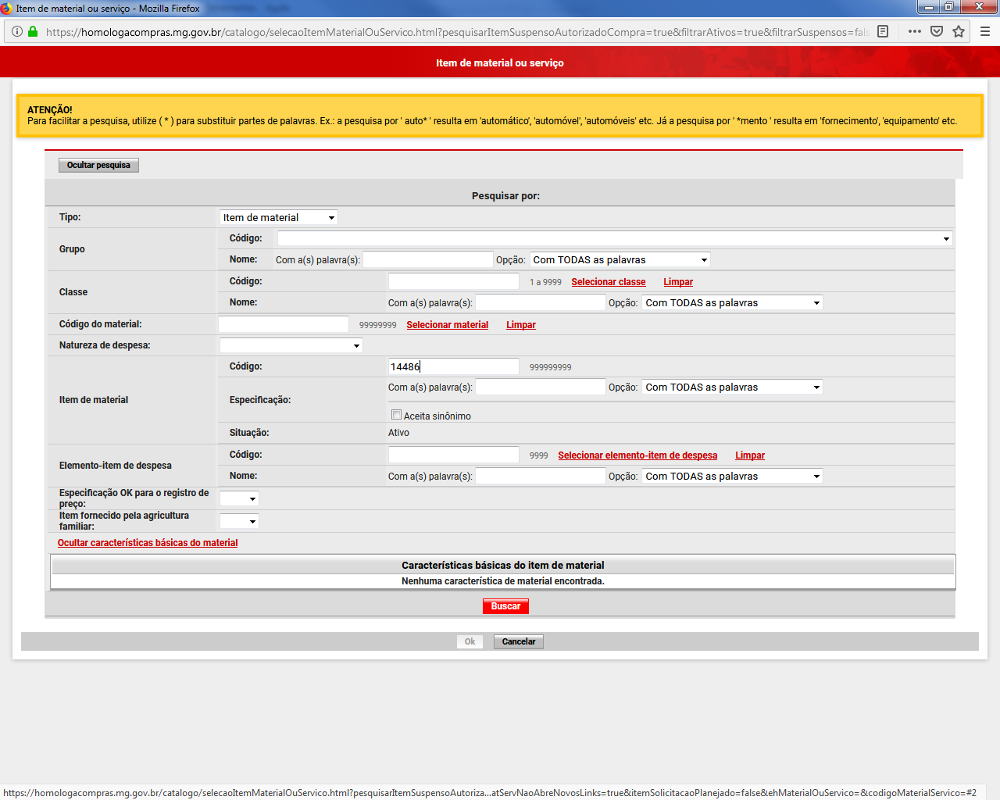 Item de material ou serviço - Mozilla Firefox
https://homologacompras.mg.gov.br/catalogo/selecaoItemMaterialOuServico.html?pesquisarItemSuspensoAutorizadoCompra=true&filtrarAtivos=true&filtrarSuspensos=fals
Item de material ou serviço
ATENÇÃO!
Para facilitar a pesquisa, utilize ( * ) para substituir partes de palavras. Ex.: a pesquisa por ' auto* ' resulta em 'automático', 'automóvel', 'automóveis' etc. Já a pesquisa por ' *mento ' resulta em 'fornecimento', 'equipamento' etc.
Ocultar pesquisa
Pesquisar por:
Tipo: Item de material
Grupo
Código:
Nome: Com a(s) palavra(s): Opção: Com TODAS as palavras
Classe
Código: 1 a 9999 Selecionar classe Limpar
Nome: Com a(s) palavra(s): Opção: Com TODAS as palavras
Código do material: 99999999 Selecionar material Limpar
Natureza de despesa:
Item de material
Código: 14486 999999999
Especificação: Com a(s) palavra(s): Opção: Com TODAS as palavras
Aceita sinônimo
Situação: Ativo
Elemento-item de despesa
Código: 9999 Selecionar elemento-item de despesa Limpar
Nome: Com a(s) palavra(s): Opção: Com TODAS as palavras
Especificação OK para o registro de
preço:
Item fornecido pela agricultura
familiar:
Ocultar características básicas do material
Características básicas do item de material
Nenhuma característica de material encontrada.
Buscar
Ok Cancelar
https://homologacompras.mg.gov.br/catalogo/selecaoItemMaterialOuServico.html?pesquisarItemSuspensoAutoriza...atServNaoAbreNovosLinks=true&itemSolicitacaoPlanejado=false&ehMaterialOuServico=&codigoMaterialServico=#2